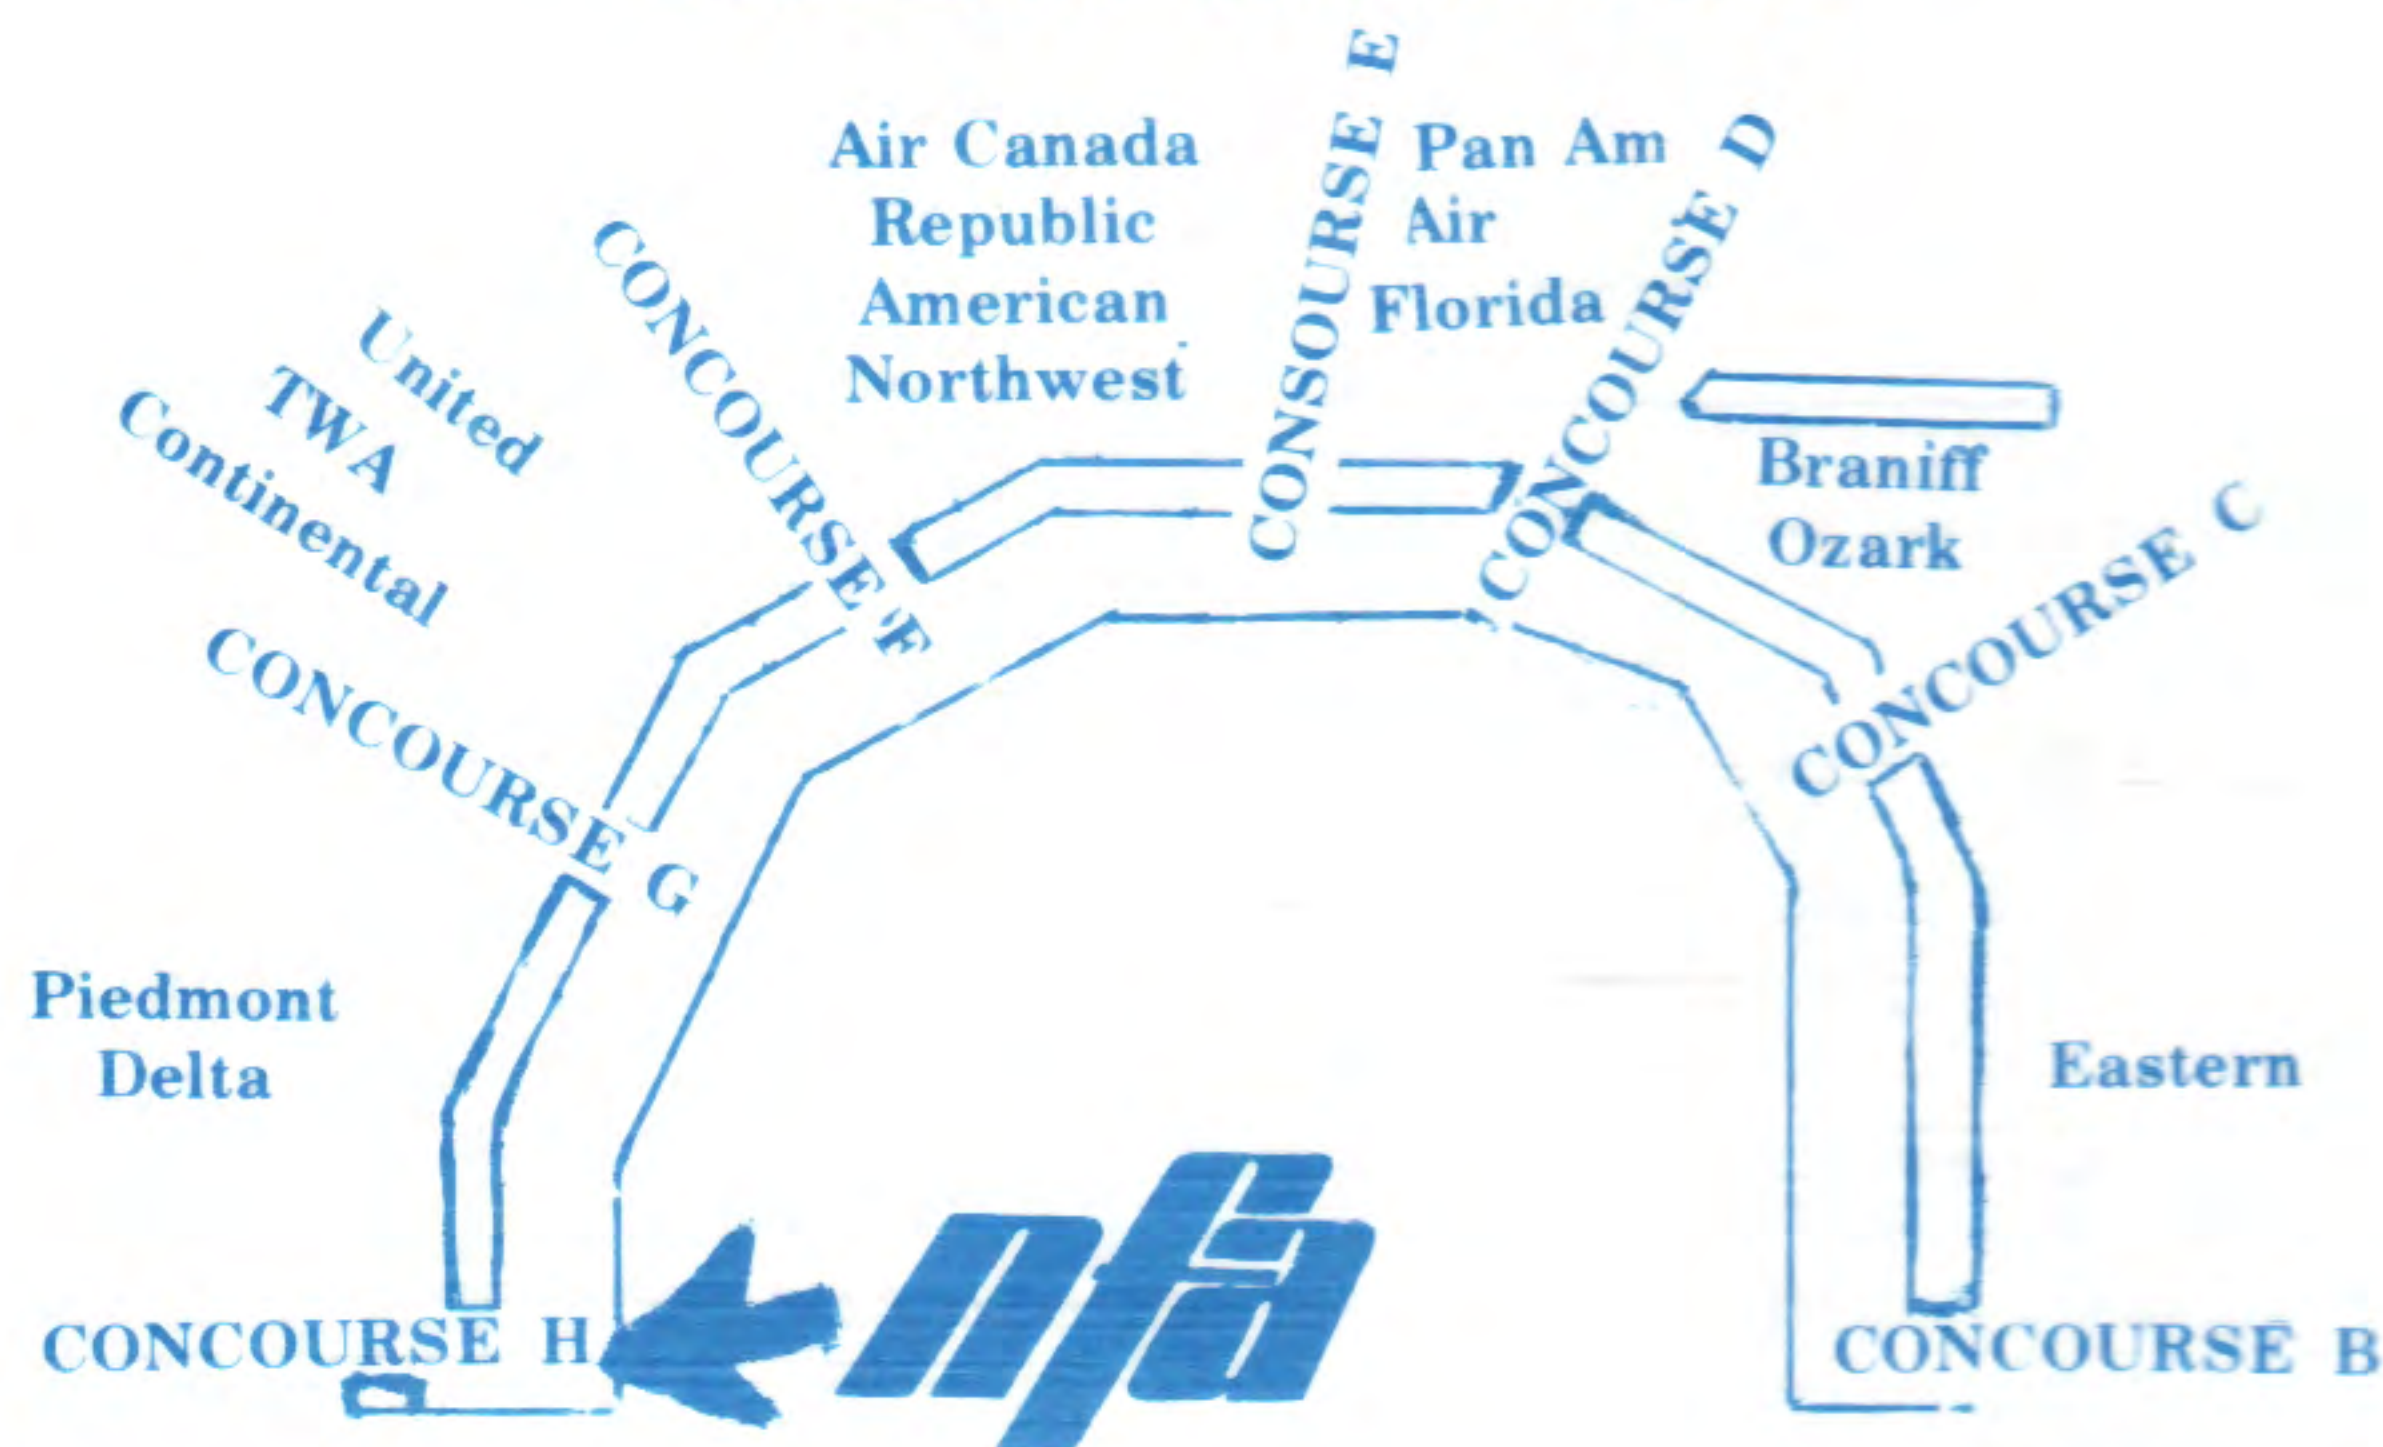 Air Canada
Republic
American
Northwest
CONSOURSE E
Pan Am
Air
Florida
CONCOURSE D
Braniff
Ozark
CONCOURSE C
CONCOURSE F
United
TWA
Continental
CONCOURSE G
Piedmont
Delta
Eastern
CONCOURSE H
nfa
CONCOURSE B